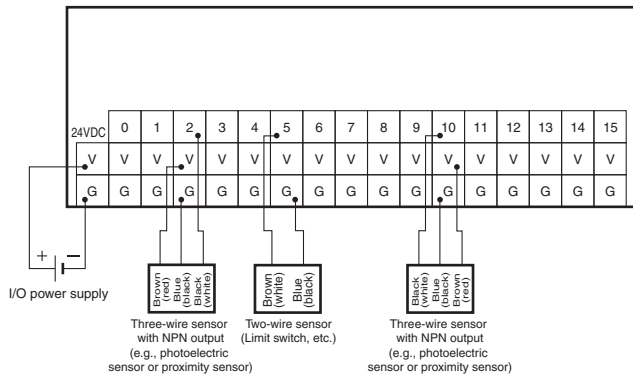 24VDC 0 1 2 3 4 5 6 7 8 9 10 11 12 13 14 15
V V V V V V V V V V V V V V V V V
G G G G G G G G G G G G G G G G G
+ −
I/O power supply
Brown
(red)
Blue
(black)
Black
(white)
Three-wire sensor
with NPN output
(e.g., photoelectric
sensor or proximity sensor)
Brown
(white)
Blue
(black)
Two-wire sensor
(Limit switch, etc.)
Black
(white)
Blue
(black)
Brown
(red)
Three-wire sensor
with NPN output
(e.g., photoelectric
sensor or proximity sensor)